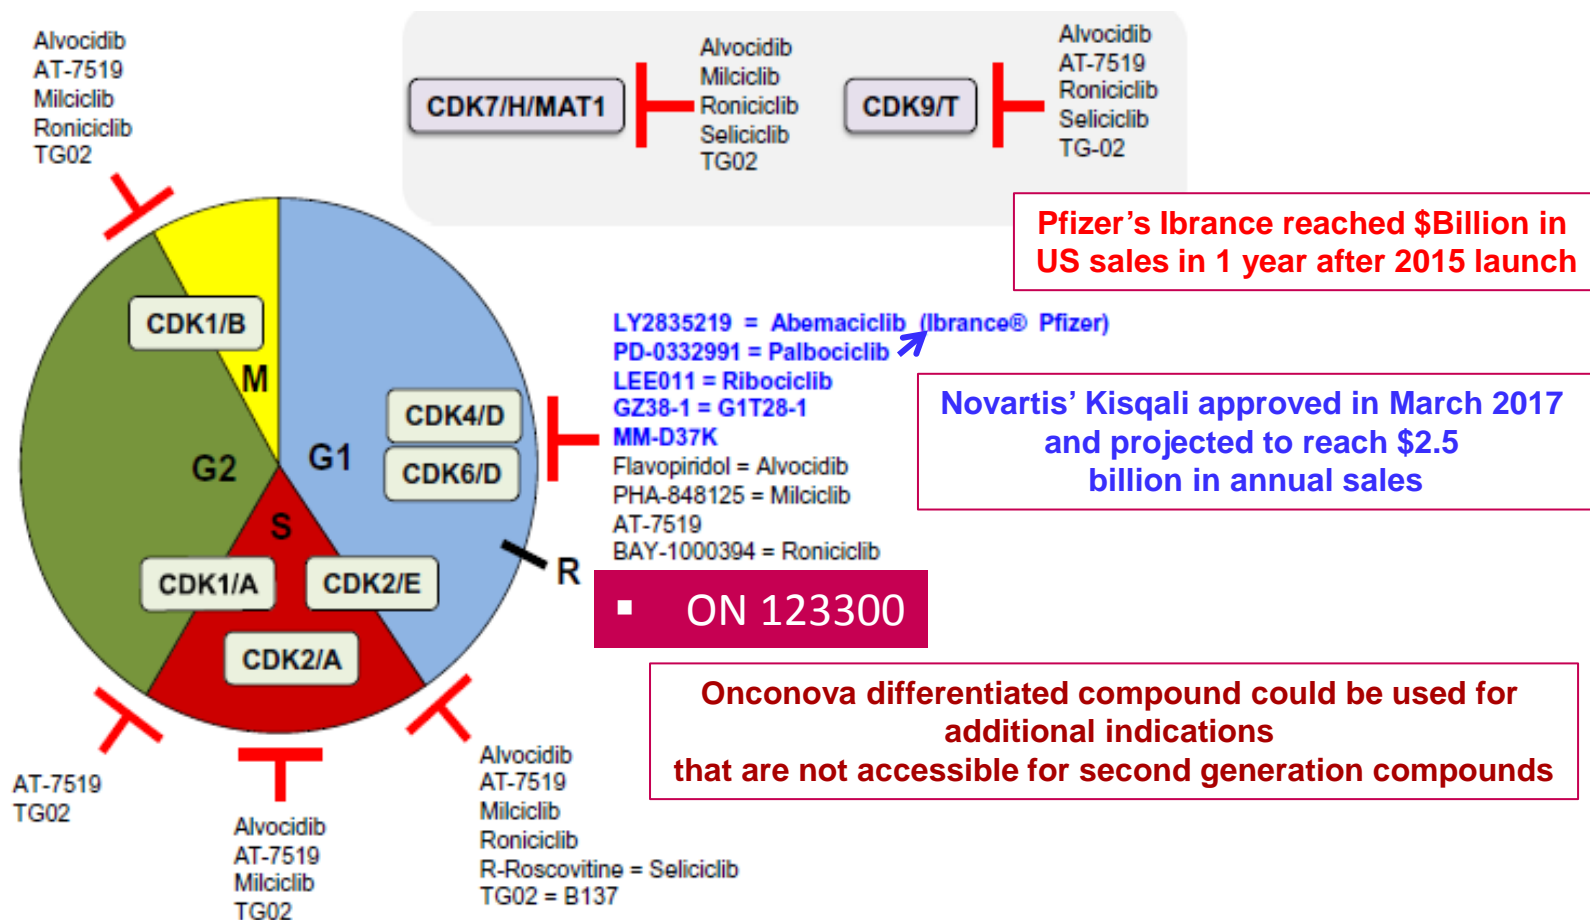 Alvocidib
AT-7519
Milciclib
Roniciclib
TG02
CDK7/H/MAT1
Alvocidib
Milciclib
Roniciclib
Seliciclib
TG02
CDK9/T
Alvocidib
AT-7519
Roniciclib
Seliciclib
TG-02
Pfizer’s Ibrance reached $Billion in
US sales in 1 year after 2015 launch
CDK1/B
M
G2
G1
S
CDK4/D
CDK6/D
CDK1/A
CDK2/E
CDK2/A
R
LY2835219 = Abemaciclib (Ibrance® Pfizer)
PD-0332991 = Palbociclib
LEE011 = Ribociclib
GZ38-1 = G1T28-1
MM-D37K
Flavopiridol = Alvocidib
PHA-848125 = Milciclib
AT-7519
BAY-1000394 = Roniciclib
Novartis’ Kisqali approved in March 2017
and projected to reach $2.5
billion in annual sales
▪ ON 123300
Onconova differentiated compound could be used for
additional indications
that are not accessible for second generation compounds
AT-7519
TG02
Alvocidib
AT-7519
Milciclib
TG02
Alvocidib
AT-7519
Milciclib
Roniciclib
R-Roscovitine = Seliciclib
TG02 = B137